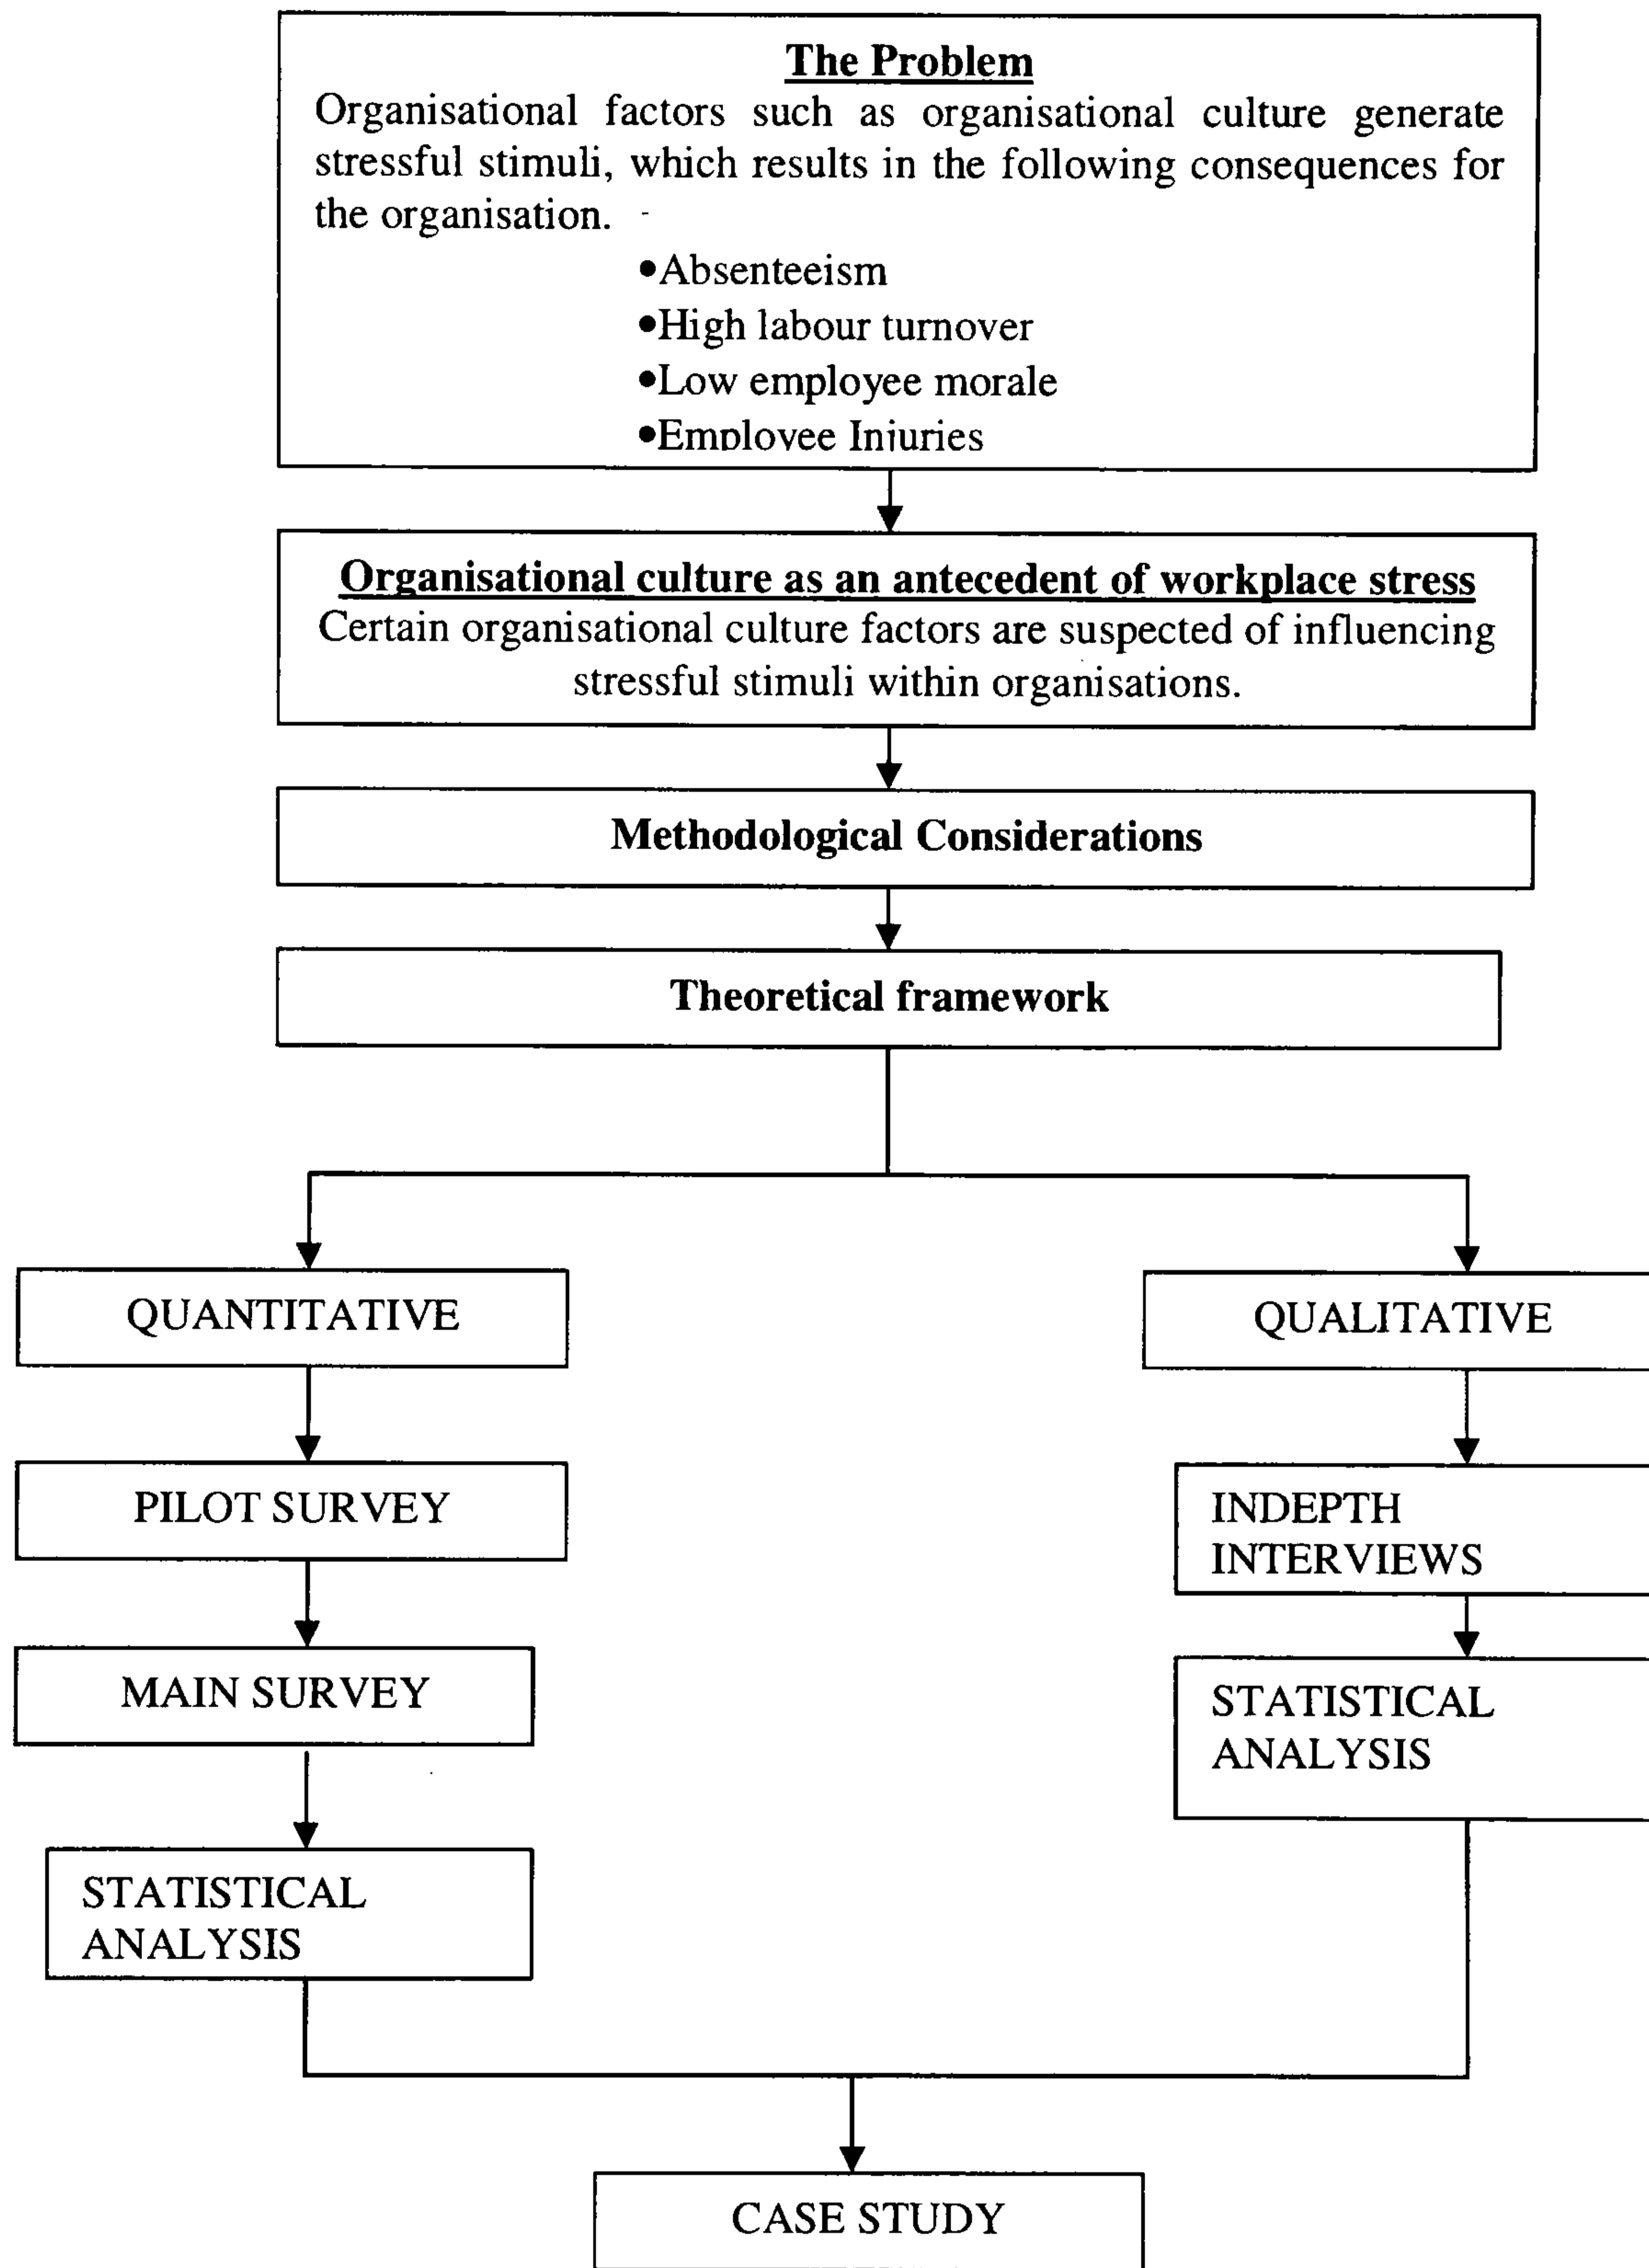 The Problem
Organisational factors such as organisational culture generate
stressful stimuli, which results in the following consequences for
the organisation. -
•Absenteeism
•High labour turnover
•Low employee morale
•Employee Injuries
Organisational culture as an antecedent of workplace stress
Certain organisational culture factors are suspected of influencing
stressful stimuli within organisations.
Methodological Considerations
Theoretical framework
QUANTITATIVE
QUALITATIVE
PILOT SURVEY
INDEPTH
INTERVIEWS
MAIN SURVEY
STATISTICAL
ANALYSIS
STATISTICAL
ANALYSIS
CASE STUDY